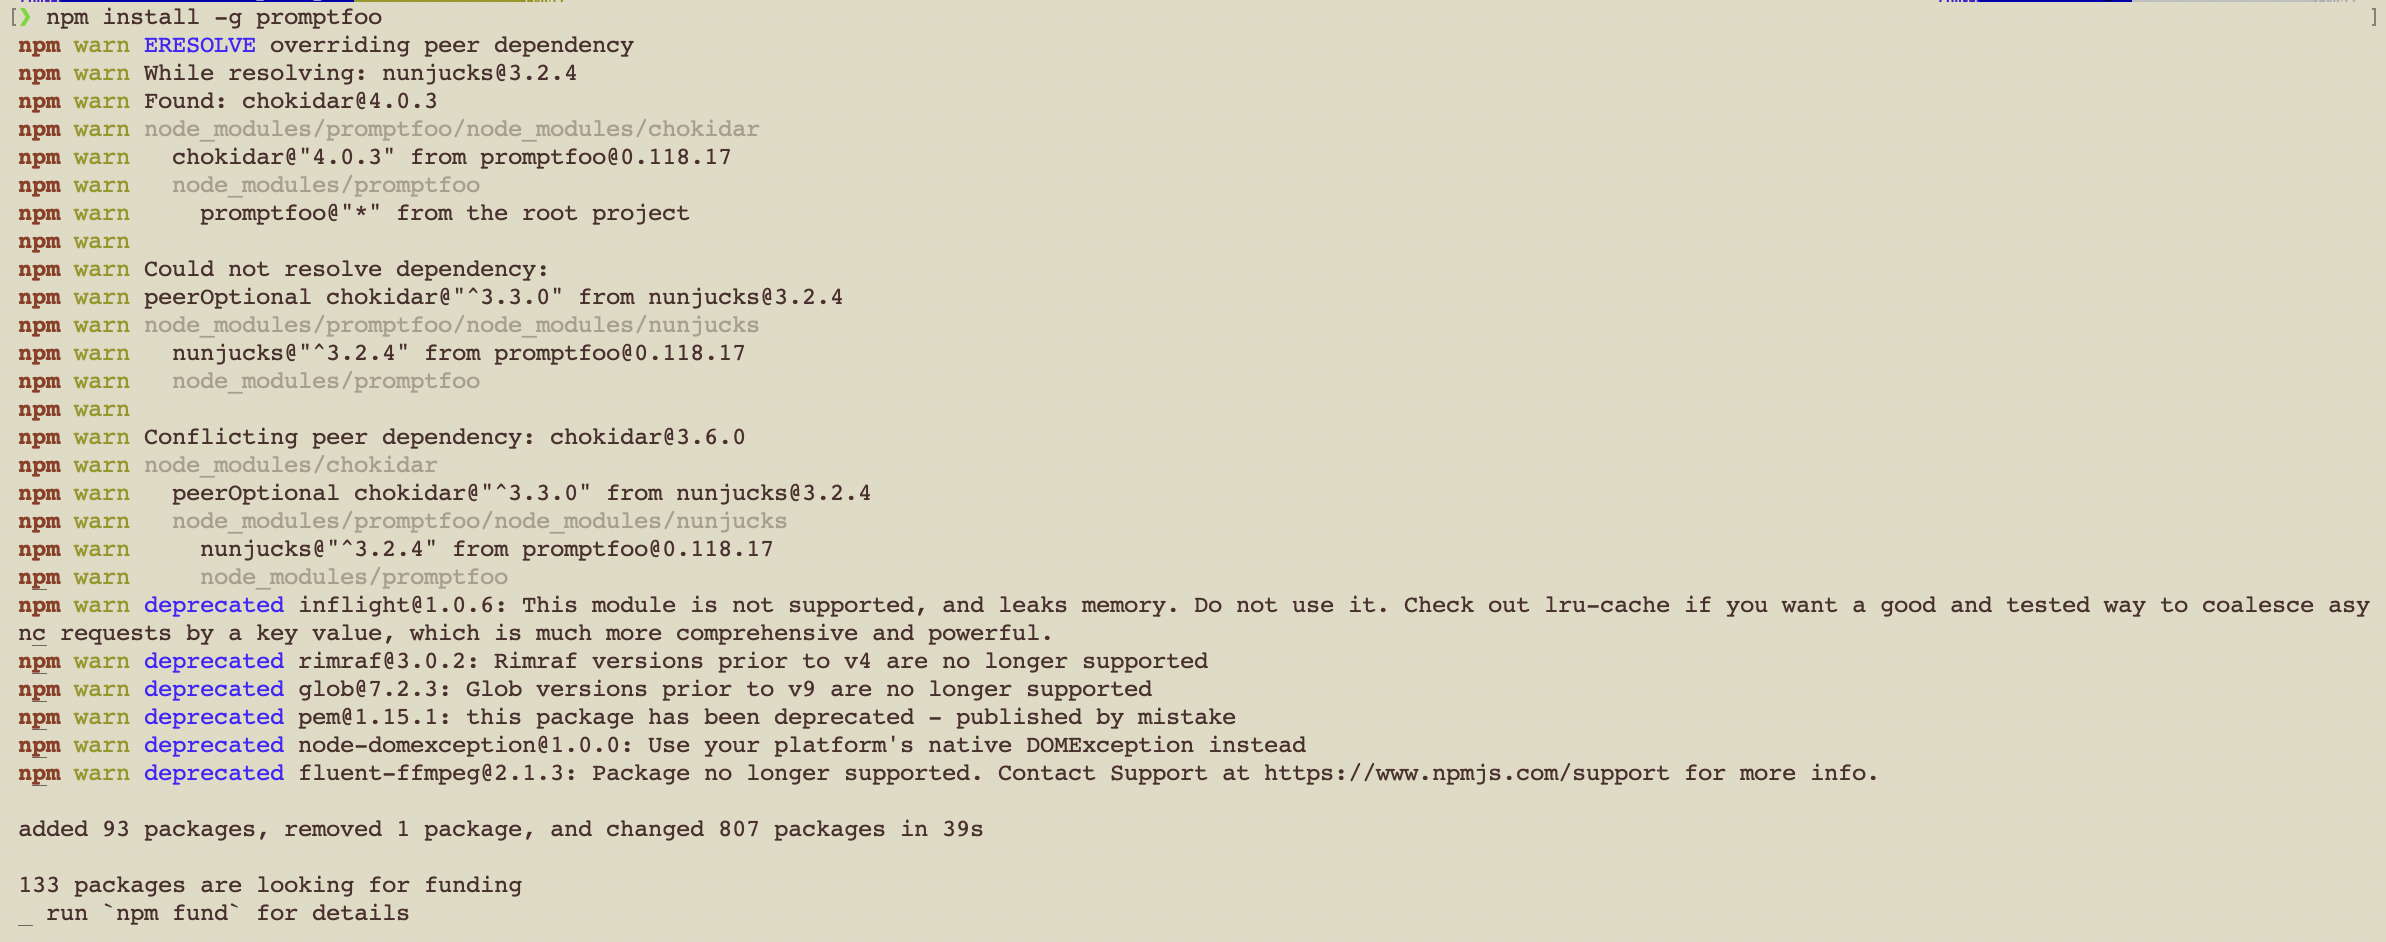 [❯ npm install -g promptfoo ]
npm warn ERESOLVE overriding peer dependency
npm warn While resolving: nunjucks@3.2.4
npm warn Found: chokidar@4.0.3
npm warn node_modules/promptfoo/node_modules/chokidar
npm warn   chokidar@"4.0.3" from promptfoo@0.118.17
npm warn   node_modules/promptfoo
npm warn     promptfoo@"*" from the root project
npm warn
npm warn Could not resolve dependency:
npm warn peerOptional chokidar@"^3.3.0" from nunjucks@3.2.4
npm warn node_modules/promptfoo/node_modules/nunjucks
npm warn   nunjucks@"^3.2.4" from promptfoo@0.118.17
npm warn   node_modules/promptfoo
npm warn
npm warn Conflicting peer dependency: chokidar@3.6.0
npm warn node_modules/chokidar
npm warn   peerOptional chokidar@"^3.3.0" from nunjucks@3.2.4
npm warn   node_modules/promptfoo/node_modules/nunjucks
npm warn     nunjucks@"^3.2.4" from promptfoo@0.118.17
npm warn     node_modules/promptfoo
npm warn deprecated inflight@1.0.6: This module is not supported, and leaks memory. Do not use it. Check out lru-cache if you want a good and tested way to coalesce asy
nc requests by a key value, which is much more comprehensive and powerful.
npm warn deprecated rimraf@3.0.2: Rimraf versions prior to v4 are no longer supported
npm warn deprecated glob@7.2.3: Glob versions prior to v9 are no longer supported
npm warn deprecated pem@1.15.1: this package has been deprecated - published by mistake
npm warn deprecated node-domexception@1.0.0: Use your platform's native DOMException instead
npm warn deprecated fluent-ffmpeg@2.1.3: Package no longer supported. Contact Support at https://www.npmjs.com/support for more info.

added 93 packages, removed 1 package, and changed 807 packages in 39s

133 packages are looking for funding
_ run `npm fund` for details